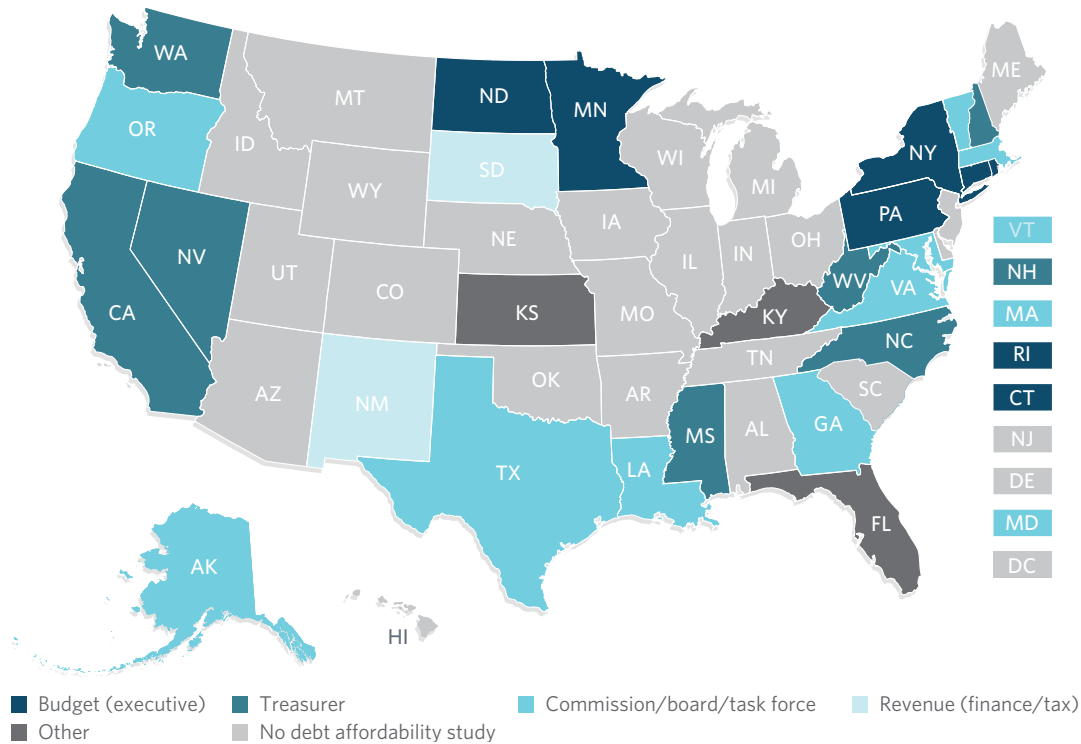 WA
MT
ND
MN
ME
OR
ID
WI
NY
SD
WY
MI
PA
IA
NE
OH
NV
IL
IN
UT
CO
WV
VA
CA
KS
MO
KY
NC
TN
OK
AZ
AR
SC
NM
MS
AL
GA
TX
LA
FL
AK
HI
VT
NH
MA
RI
CT
NJ
DE
MD
DC
Budget (executive)
Treasurer
Commission/board/task force
Revenue (finance/tax)
Other
No debt affordability study